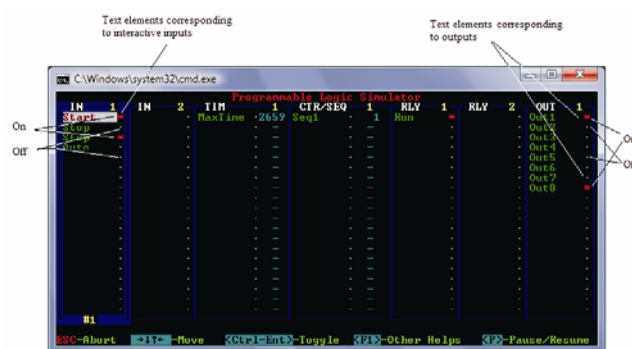 Text elements corresponding
to interactive inputs
Text elements corresponding
to outputs
C:\Windows\system32\cmd.exe
Programmable Logic Simulator
IN 1 IN 2 TIM 1 CTR/SEQ 1 RLY 1 RLY 2 OUT 1
Start MaxTime -2659 Seq1 1 Run * Out1 *
Stop Out2
Step * Out3
Auto Out4
Out5
Out6
Out7
Out8 *
On
Off
#1
ESC-Abort -Move <Ctrl-Ent>-Toggle <F1>-Other Helps <P>-Pause/Resume